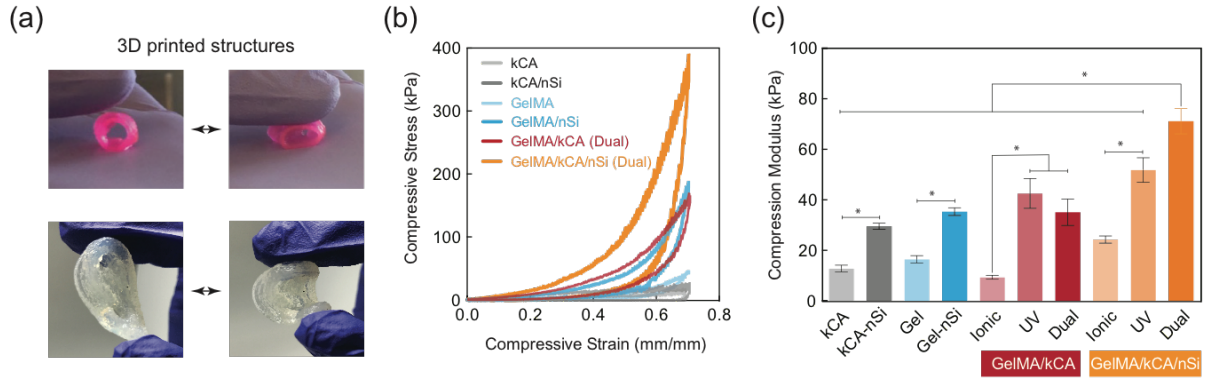 (a)
3D printed structures
(b)
Compressive Stress (kPa)
400
300
200
100
0
kCA
kCA/nSi
GelMA
GelMA/nSi
GelMA/kCA (Dual)
GelMA/kCA/nSi (Dual)
0.0
0.2
0.4
0.6
0.8
Compressive Strain (mm/mm)
(c)
Compression Modulus (kPa)
100
80
60
40
20
0
*
*
*
*
*
kCA
kCA-nSi
Gel
Gel-nSi
Ionic
UV
Dual
Ionic
UV
Dual
GelMA/kCA
GelMA/kCA/nSi